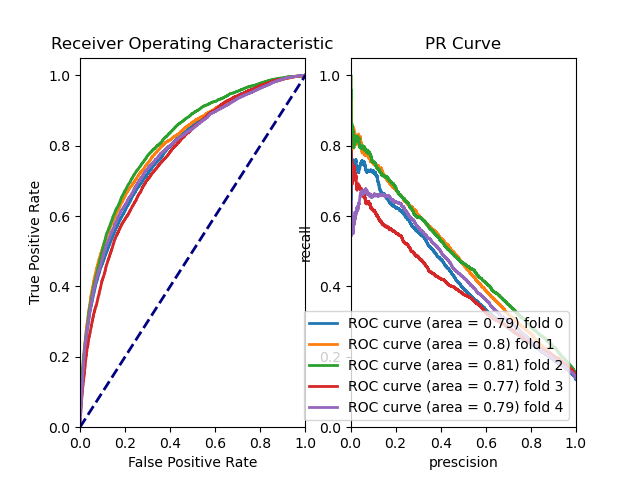 Receiver Operating Characteristic
PR Curve
1.0
0.8
0.6
0.4
0.2
0.0
True Positive Rate
0.0 0.2 0.4 0.6 0.8 1.0
False Positive Rate
1.0
0.8
0.6
0.4
0.2
0.0
recall
0.0 0.2 0.4 0.6 0.8 1.0
prescision
ROC curve (area = 0.79) fold 0
ROC curve (area = 0.8) fold 1
ROC curve (area = 0.81) fold 2
ROC curve (area = 0.77) fold 3
ROC curve (area = 0.79) fold 4